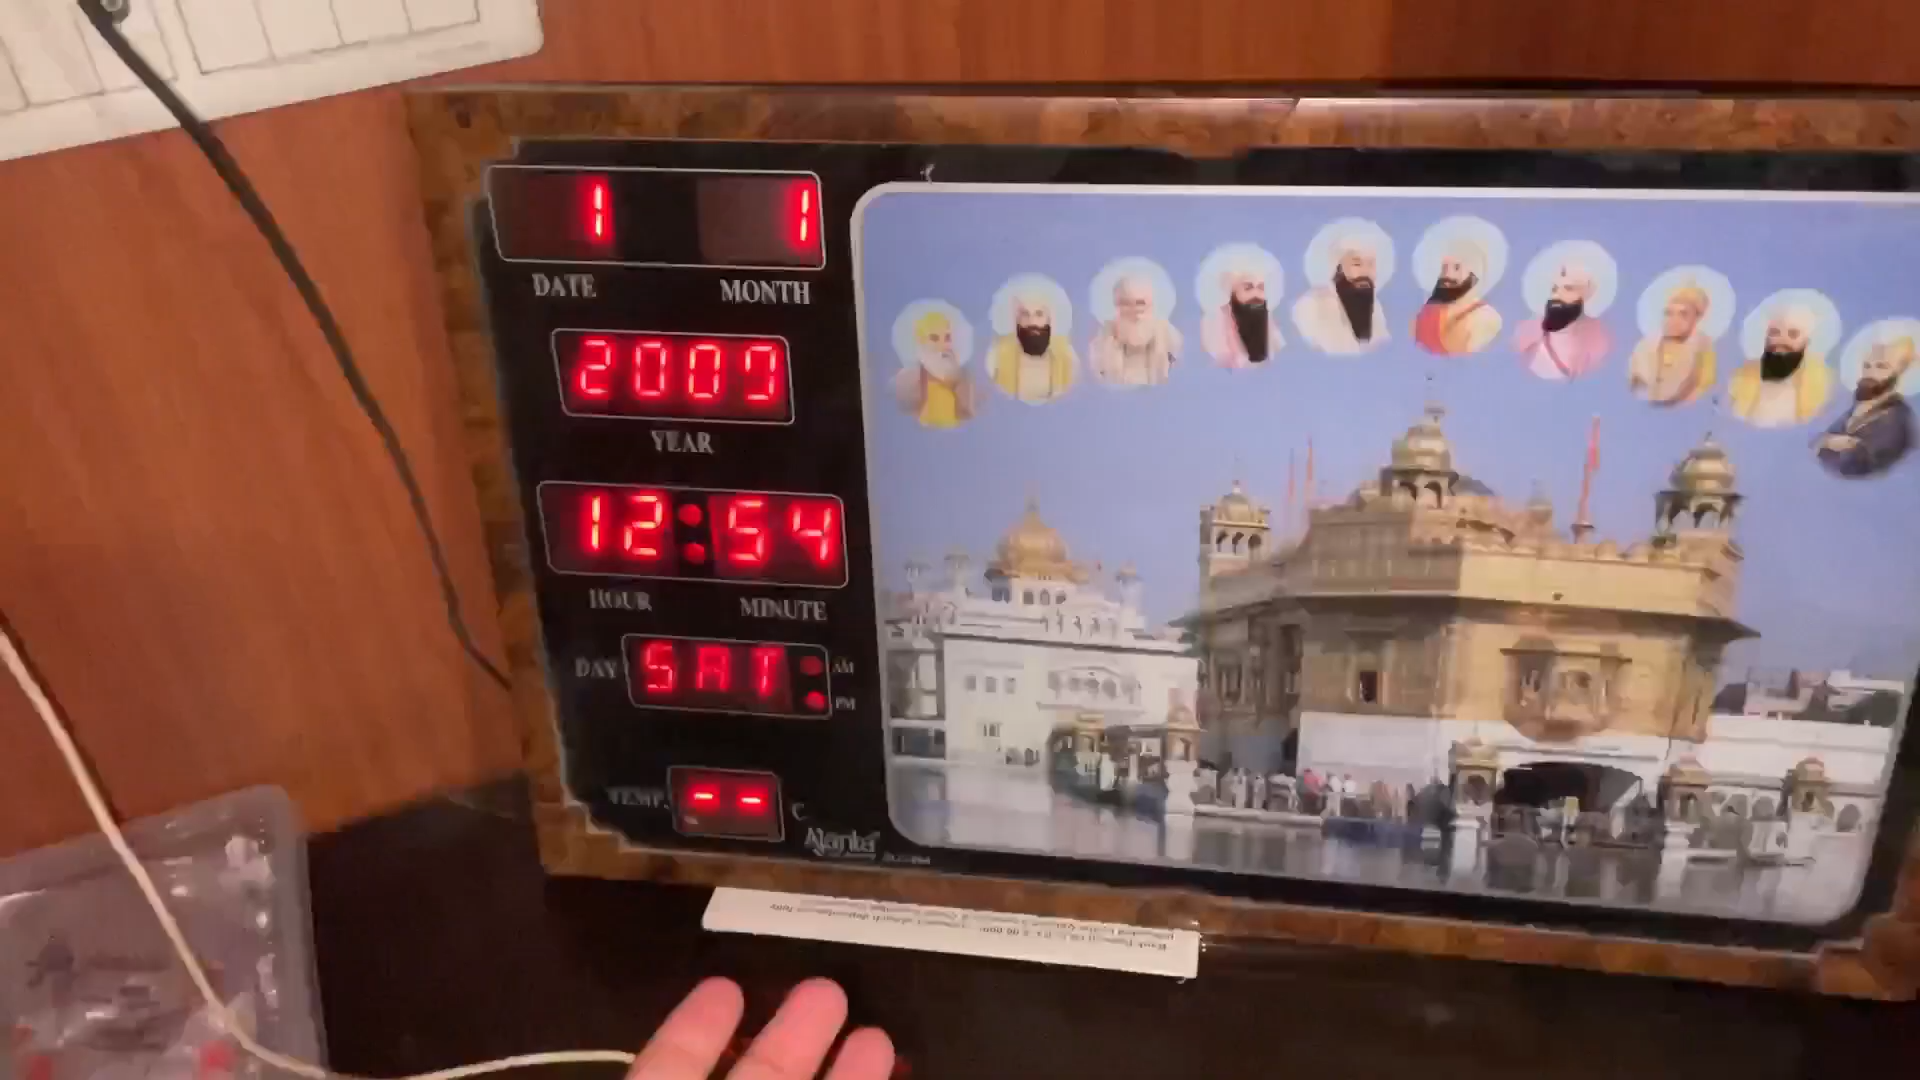 1 1
DATE MONTH
2009
YEAR
12:54
HOUR MINUTE
DAY SAT AM
PM
TEMP. -- C
Ajanta